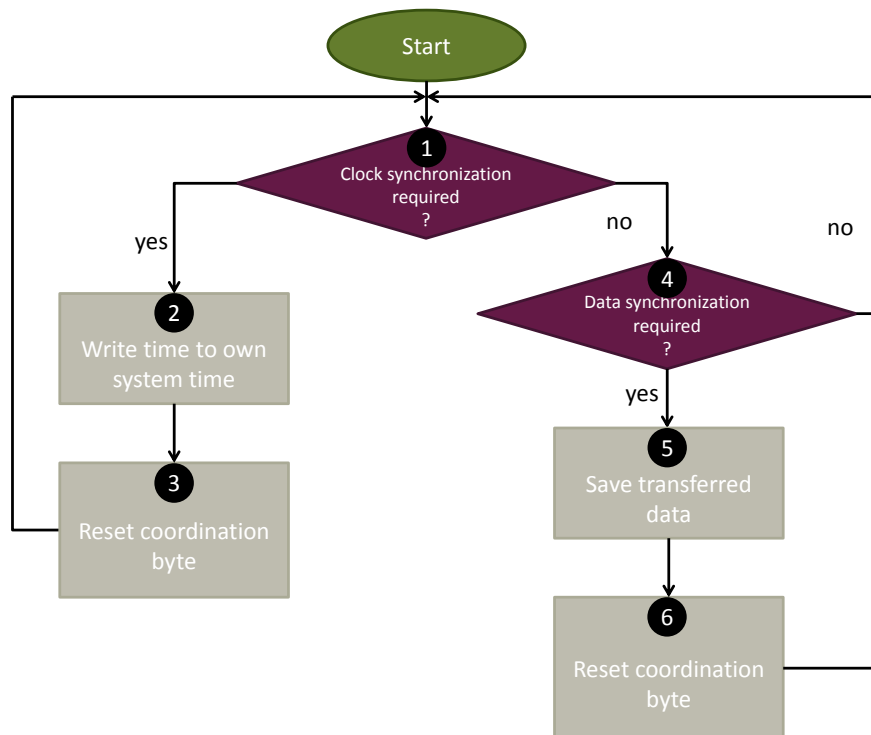 Start
1
Clock synchronization
required
?
yes
no
no
2
Write time to own
system time
4
Data synchronization
required
?
yes
3
Reset coordination
byte
5
Save transferred
data
6
Reset coordination
byte